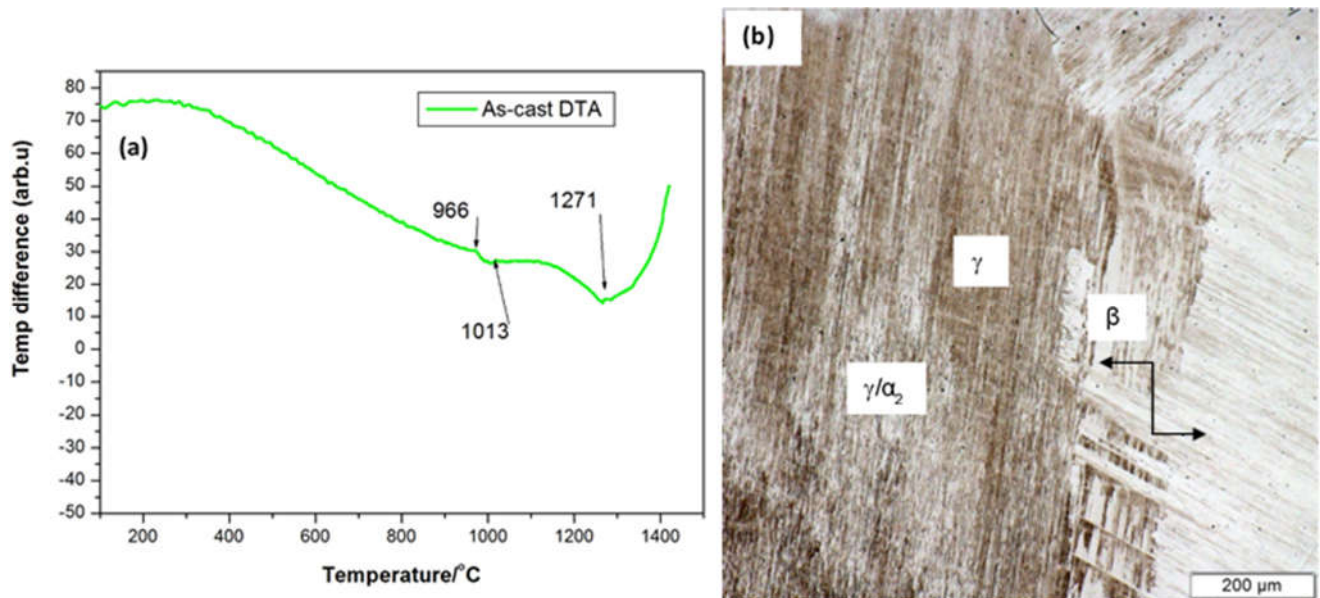 (a)
As-cast DTA
966
1013
1271
80
70
60
50
40
30
20
10
0
-10
-20
-30
-40
-50
Temp difference (arb.u)
200
400
600
800
1000
1200
1400
Temperature/°C
(b)
γ
β
γ/α₂
200 µm